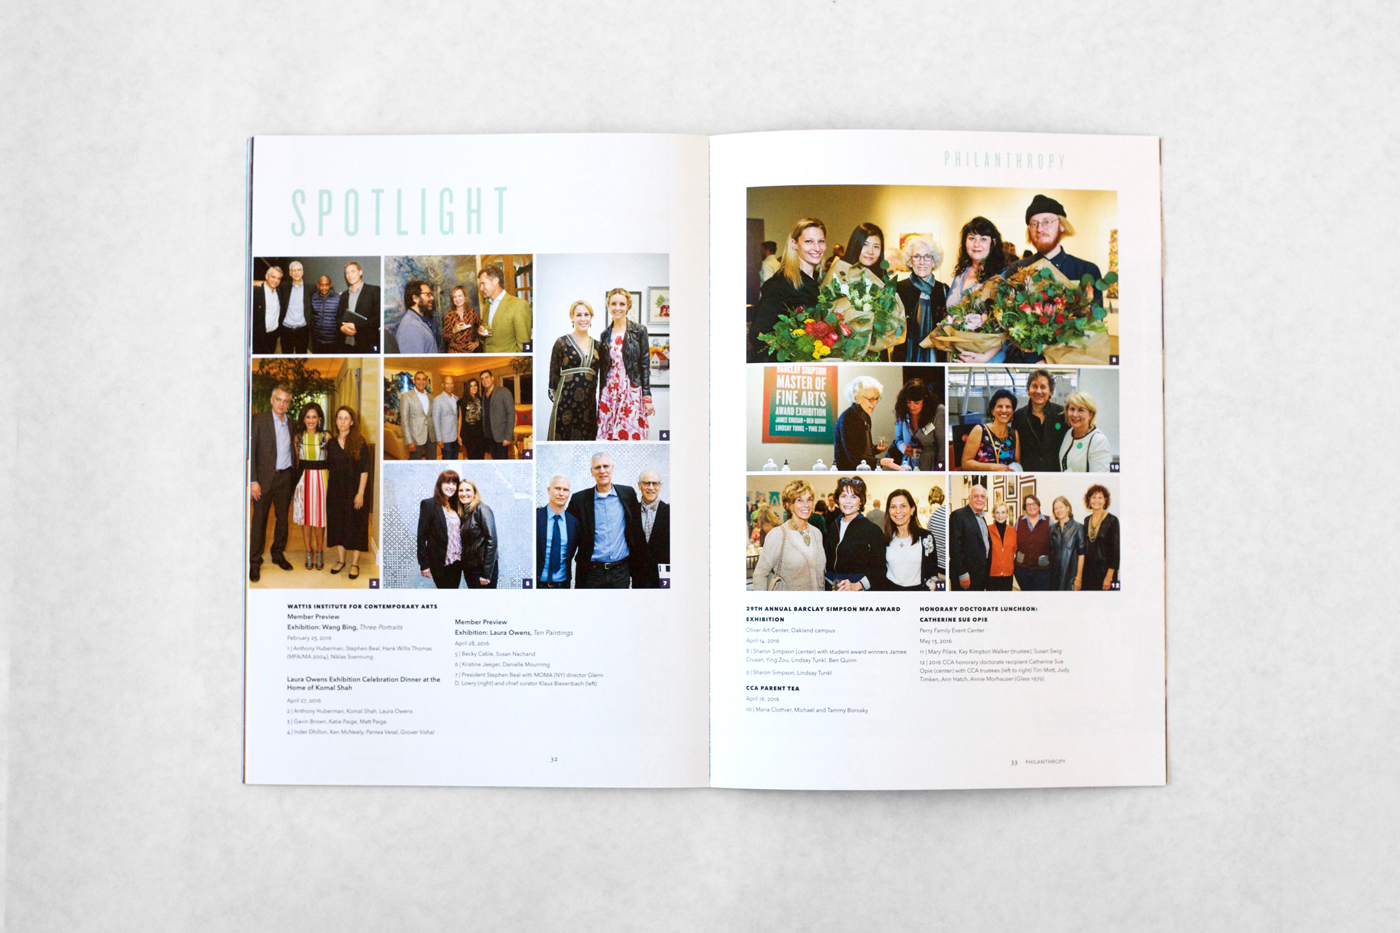 SPOTLIGHT
1
3
6
4
2
5
7
WATTIS INSTITUTE FOR CONTEMPORARY ARTS
Member Preview
Exhibition: Wang Bing, Three Portraits
February 25, 2016
1 | Anthony Huberman, Stephen Beal, Hank Willis Thomas
(MFA/MA 2004), Niklas Svennung
Laura Owens Exhibition Celebration Dinner at the
Home of Komal Shah
April 27, 2016
2 | Anthony Huberman, Komal Shah, Laura Owens
3 | Gavin Brown, Katie Paige, Matt Paige
4 | Inder Dhillon, Ken McNeely, Parnea Vesal, Grover Vishal
Member Preview
Exhibition: Laura Owens, Ten Paintings
April 28, 2016
5 | Becky Cable, Susan Nachand
6 | Kristine Jaeger, Danielle Mourning
7 | President Stephen Beal with MOMA (NY) director Glenn
D. Lowry (right) and chief curator Klaus Biesenbach (left)
32
PHILANTHROPY
8
BARCLAY SIMPSON
MASTER OF
FINE ARTS
AWARD EXHIBITION
JAMEE CRUSAN • BEN QUINN
LINDSAY TUNKL • YING ZOU
9
10
11
12
29TH ANNUAL BARCLAY SIMPSON MFA AWARD
EXHIBITION
Oliver Art Center, Oakland campus
April 14, 2016
8 | Sharon Simpson (center) with student award winners Jamee
Crusan, Ying Zou, Lindsay Tunkl, Ben Quinn
9 | Sharon Simpson, Lindsay Tunkl
CCA PARENT TEA
April 16, 2016
10 | Maria Clothier, Michael and Tammy Borosky
HONORARY DOCTORATE LUNCHEON:
CATHERINE SUE OPIE
Perry Family Event Center
May 13, 2016
11 | Mary Pilara, Kay Kimpton Walker (trustee), Susan Swig
12 | 2016 CCA honorary doctorate recipient Catherine Sue
Opie (center) with CCA trustees (left to right) Tim Mott, Judy
Timken, Ann Hatch, Annie Morhauser (Glass 1979)
33 PHILANTHROPY